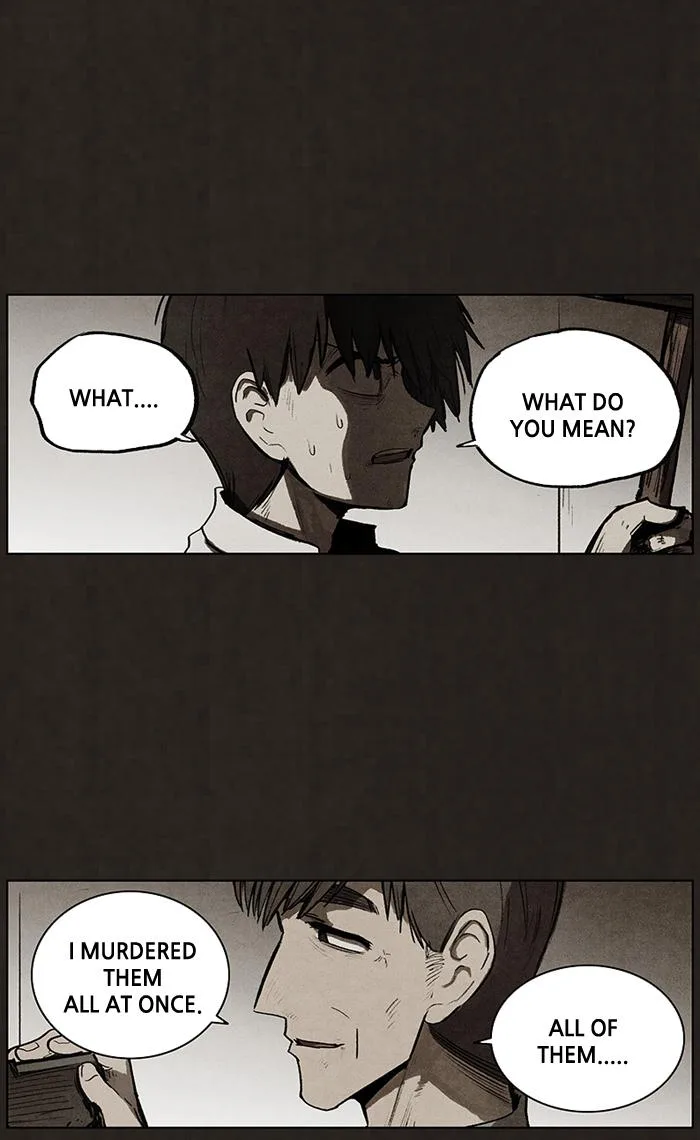 WHAT....
WHAT DO
YOU MEAN?
I MURDERED
THEM
ALL AT ONCE.
ALL OF
THEM.....